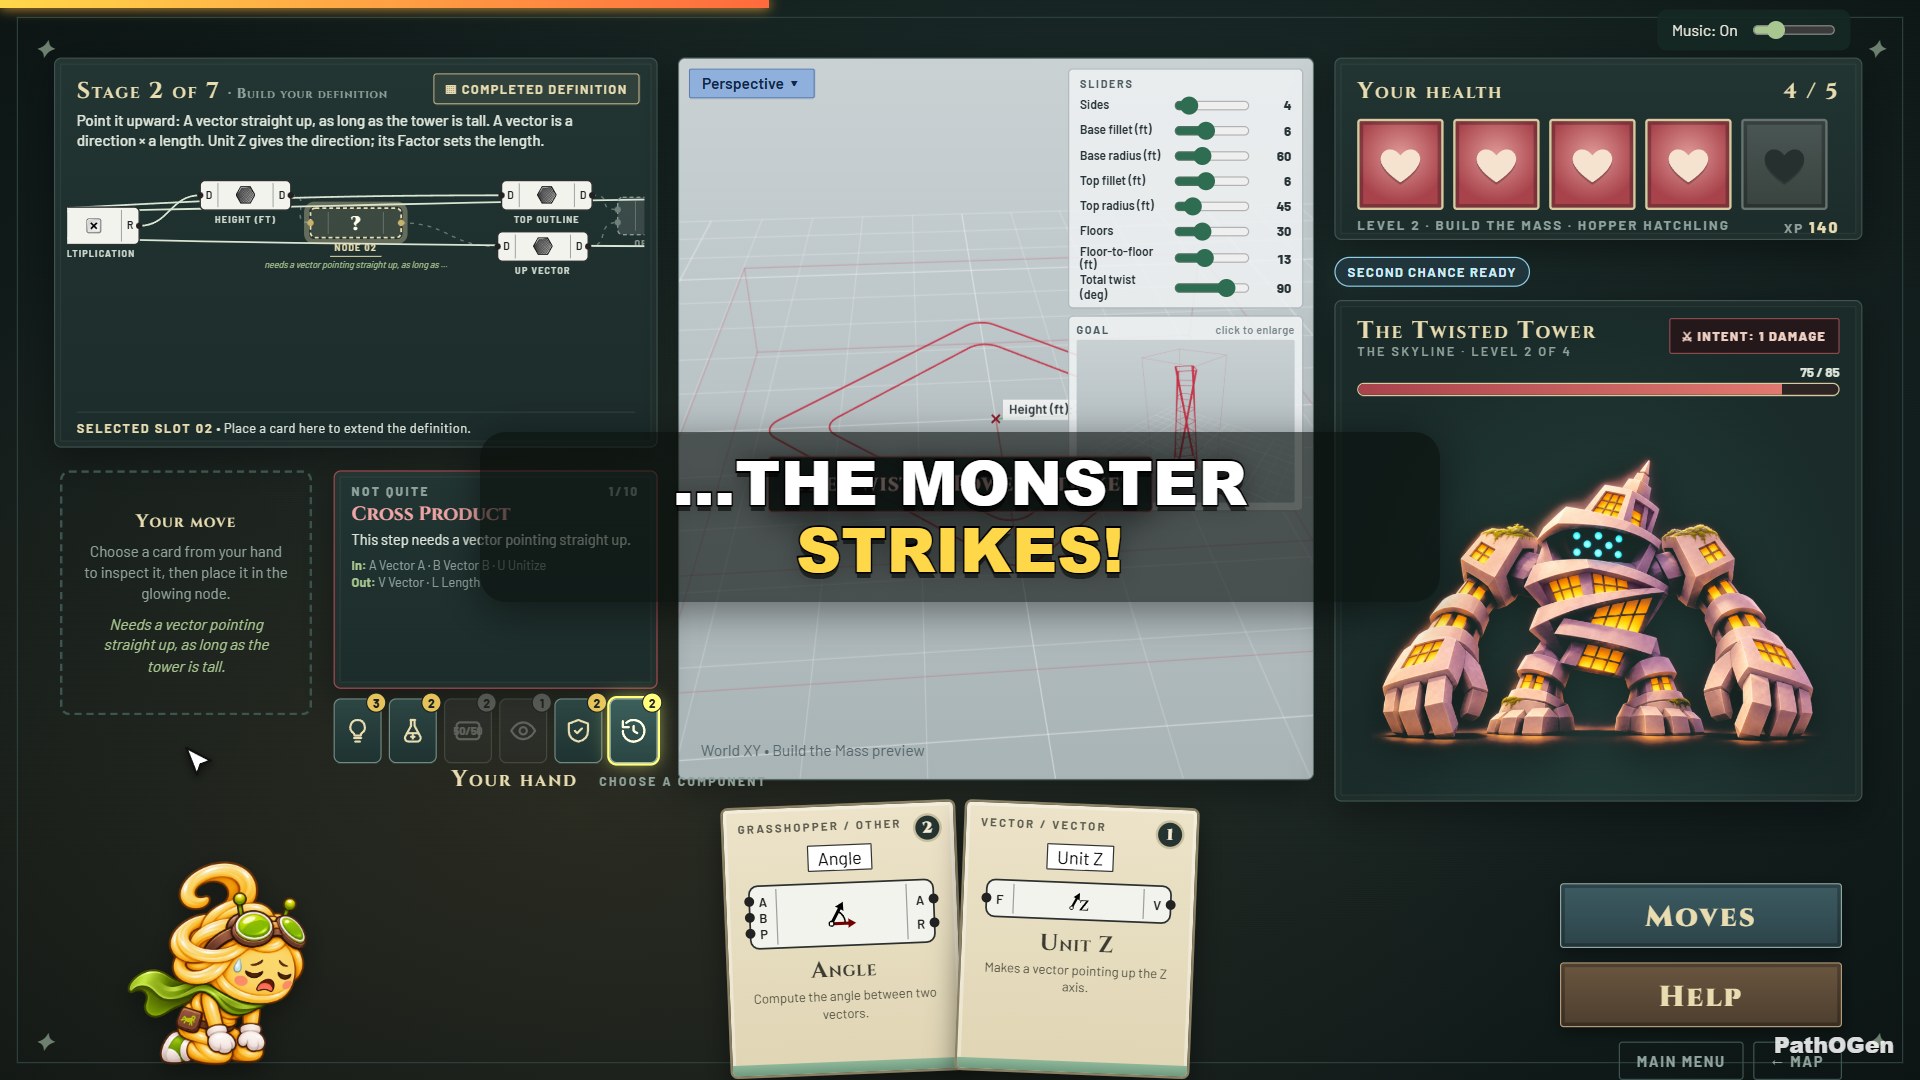 Music: On
STAGE 2 OF 7 · BUILD YOUR DEFINITION
COMPLETED DEFINITION
Point it upward: A vector straight up, as long as the tower is tall. A vector is a
direction × a length. Unit Z gives the direction; its Factor sets the length.
R
LTIPLICATION
D D
HEIGHT (FT)
?
NODE 02
needs a vector pointing straight up, as long as ...
D D
TOP OUTLINE
D D
UP VECTOR
SELECTED SLOT 02 • Place a card here to extend the definition.
YOUR MOVE
Choose a card from your hand
to inspect it, then place it in the
glowing node.
Needs a vector pointing
straight up, as long as the
tower is tall.
NOT QUITE 1/10
CROSS PRODUCT
This step needs a vector pointing straight up.
In: A Vector A · B Vector B · U Unitize
Out: V Vector · L Length
3 2 2 1 2 2
50/50
YOUR HAND CHOOSE A COMPONENT
Perspective ▼
SLIDERS
Sides 4
Base fillet (ft) 6
Base radius (ft) 60
Top fillet (ft) 6
Top radius (ft) 45
Floors 30
Floor-to-floor
(ft) 13
Total twist
(deg) 90
GOAL click to enlarge
Height (ft)
...THE MONSTER
STRIKES!
World XY • Build the Mass preview
YOUR HEALTH 4 / 5
LEVEL 2 · BUILD THE MASS · HOPPER HATCHLING XP 140
SECOND CHANCE READY
THE TWISTED TOWER
THE SKYLINE · LEVEL 2 OF 4
INTENT: 1 DAMAGE
75 / 85
GRASSHOPPER / OTHER 2
Angle
A
B
P
A
R
ANGLE
Compute the angle between two
vectors.
VECTOR / VECTOR 1
Unit Z
F Z V
UNIT Z
Makes a vector pointing up the Z
axis.
MOVES
HELP
MAIN MENU
← MAP
PathOGen